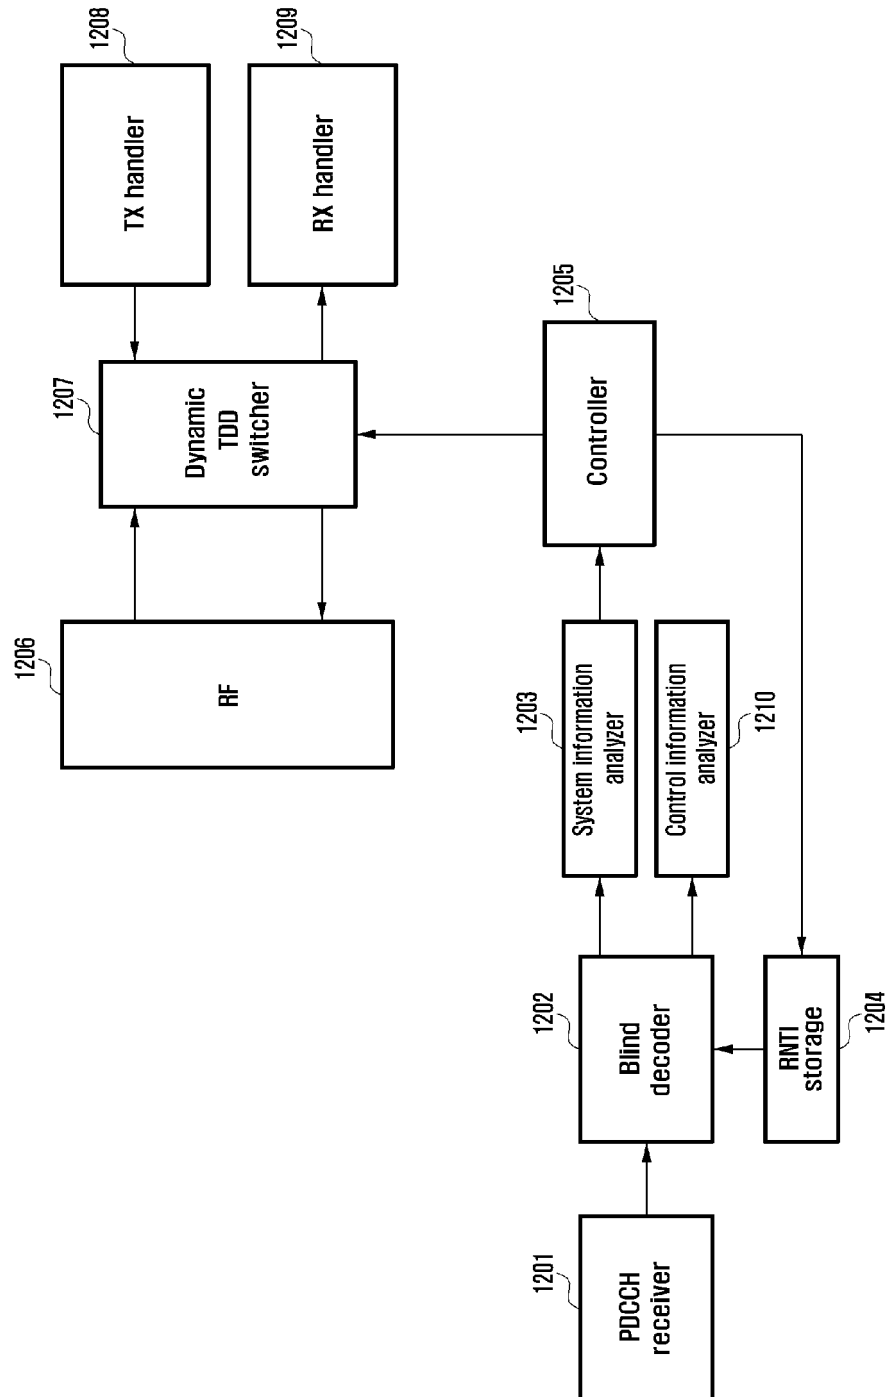 1208
TX handler
1209
RX handler
1207
Dynamic
TDD
switcher
1206
RF
1205
Controller
1203
System information
analyzer
1210
Control information
analyzer
1202
Blind
decoder
1204
RNTI
storage
1201
PDCCH
receiver